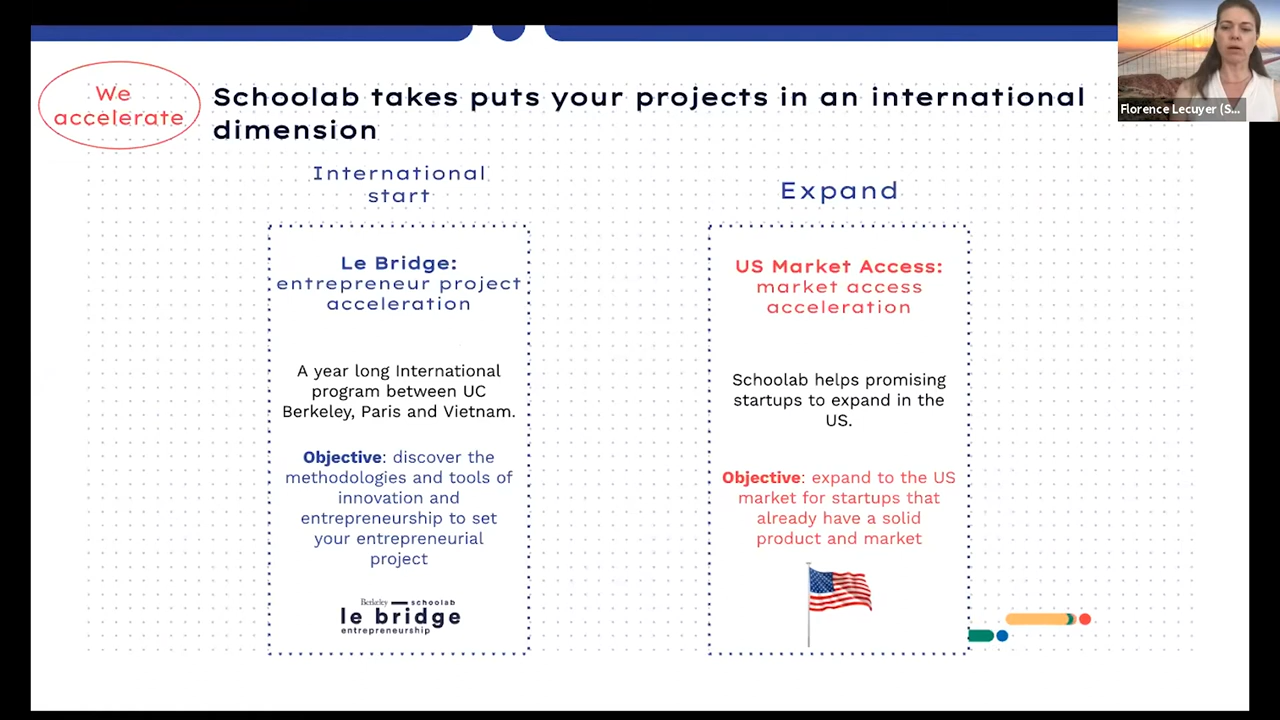 We
accelerate
Schoolab takes puts your projects in an international
dimension
Florence Lecuyer (S...
International
start
Le Bridge:
entrepreneur project
acceleration
A year long International
program between UC
Berkeley, Paris and Vietnam.
Objective: discover the
methodologies and tools of
innovation and
entrepreneurship to set
your entrepreneurial
project
Berkeley schoolab
le bridge
entrepreneurship
Expand
US Market Access:
market access
acceleration
Schoolab helps promising
startups to expand in the
US.
Objective: expand to the US
market for startups that
already have a solid
product and market